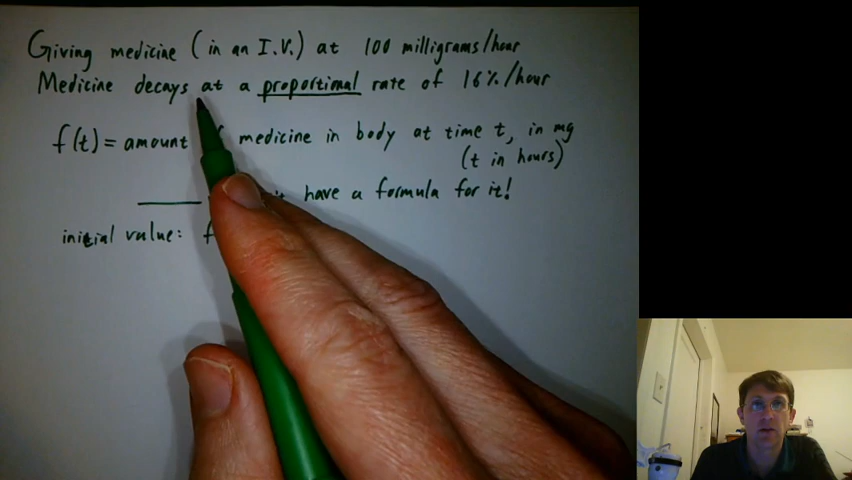 Giving medicine (in an I.V.) at 100 milligrams/hour
Medicine decays at a proportional rate of 16%/hour
f(t) = amount medicine in body at time t, in mg
(t in hours)
have a formula for it!
initial value: f